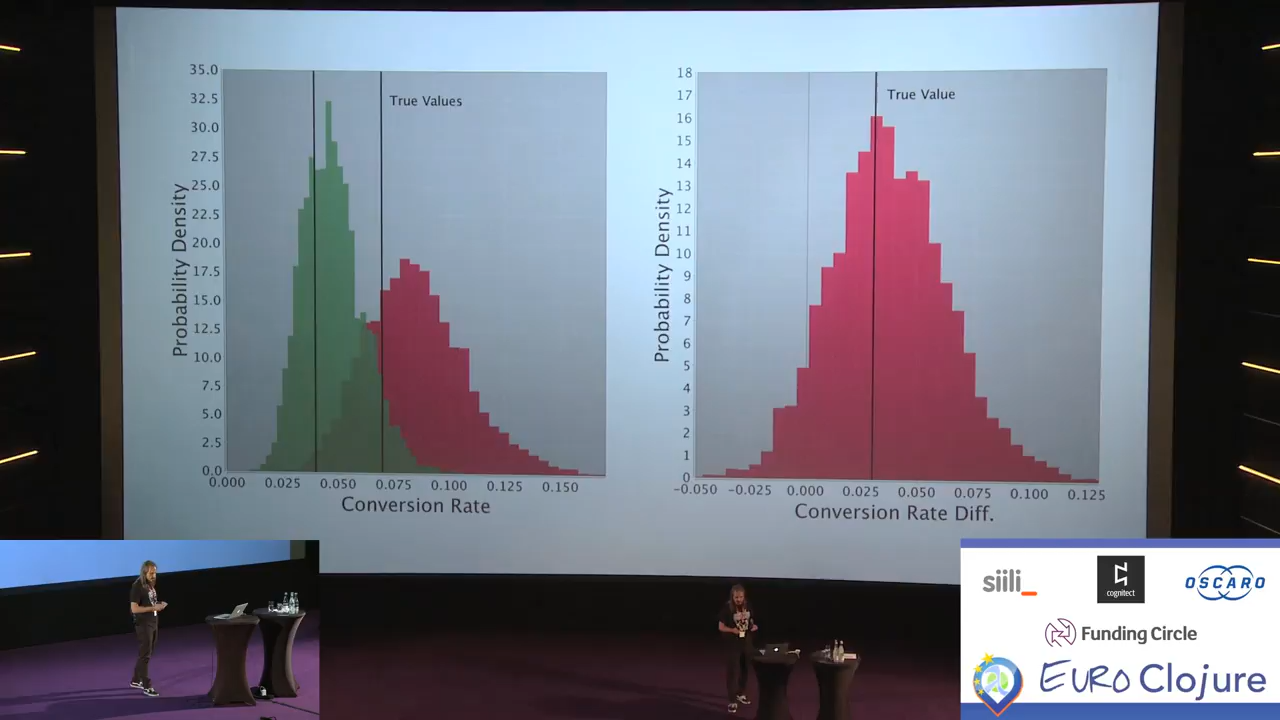 35.0
32.5
30.0
27.5
25.0
22.5
20.0
17.5
15.0
12.5
10.0
7.5
5.0
2.5
0.0
Probability Density
True Values
0.000 0.025 0.050 0.075 0.100 0.125 0.150
Conversion Rate
18
17
16
15
14
13
12
11
10
9
8
7
6
5
4
3
2
1
0
Probability Density
True Value
-0.050 -0.025 0.000 0.025 0.050 0.075 0.100 0.125
Conversion Rate Diff.
siili_
cognitect
OSCARO
Funding Circle
EURO Clojure